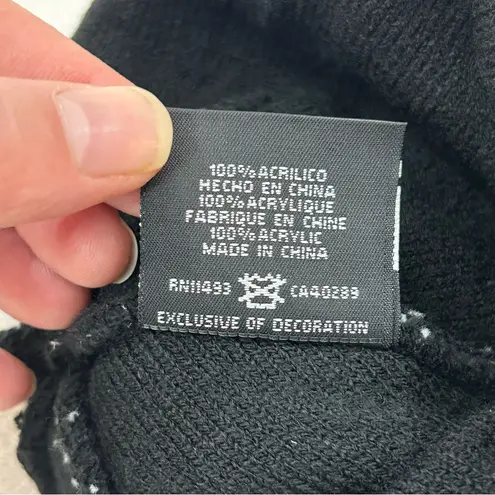 100% ACRILICO
HECHO EN CHINA
100% ACRYLIQUE
FABRIQUE EN CHINE
100% ACRYLIC
MADE IN CHINA
RN11493 CA40289
EXCLUSIVE OF DECORATION